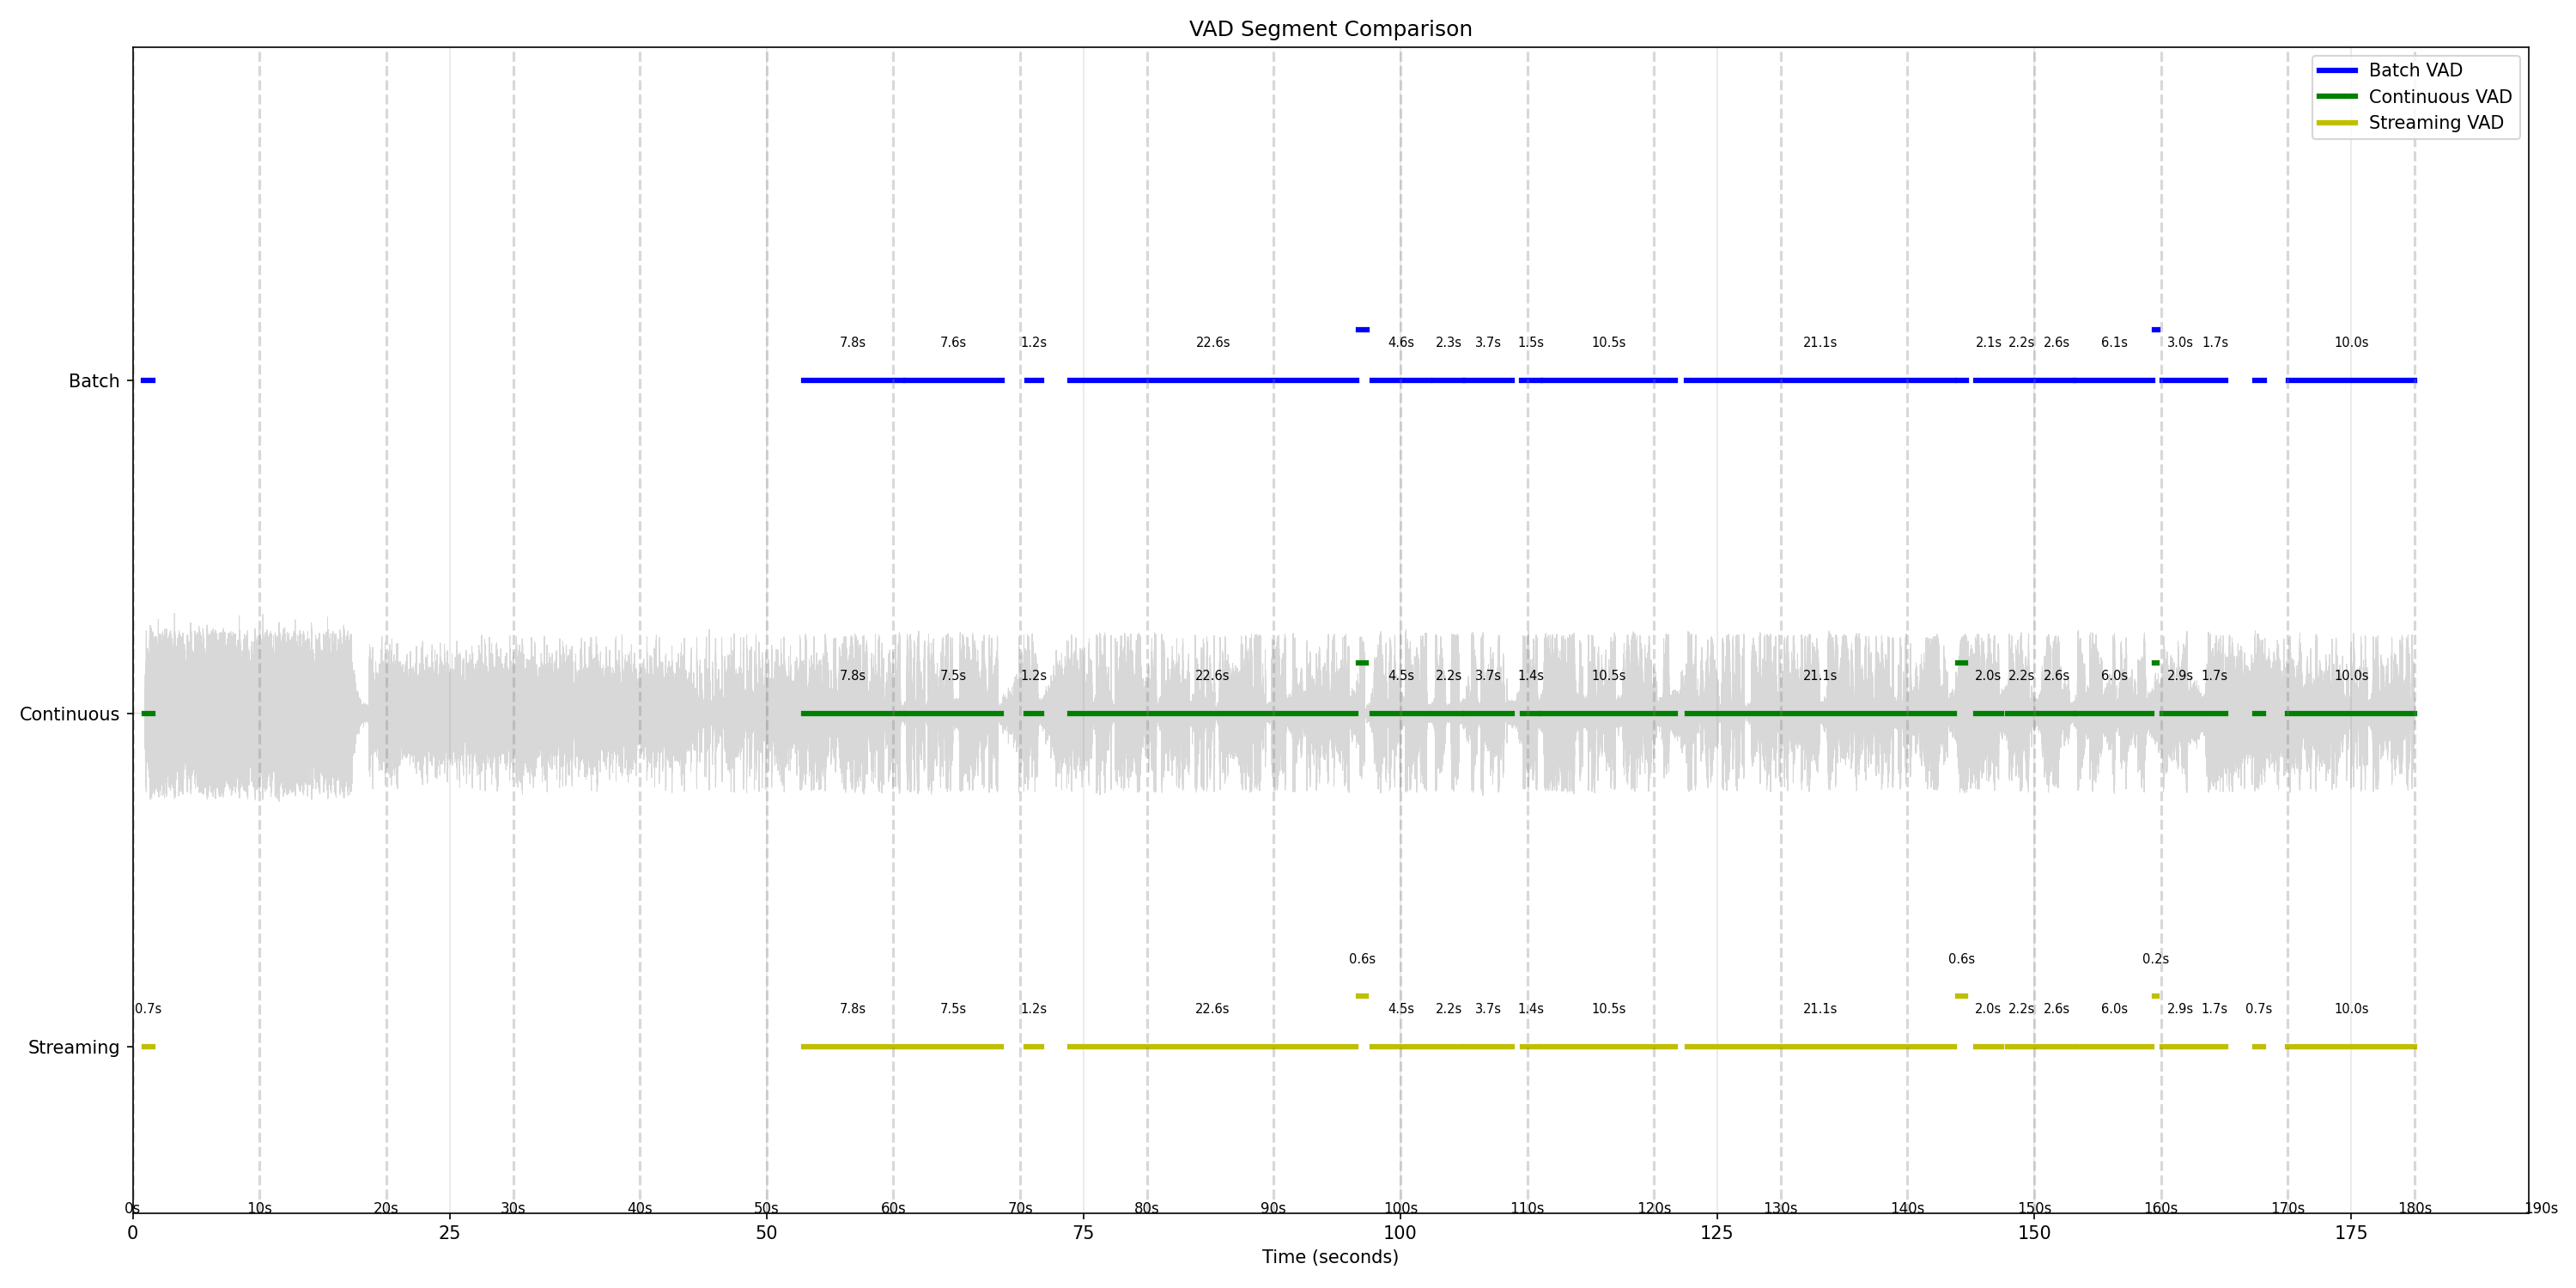 VAD Segment Comparison
Batch VAD
Continuous VAD
Streaming VAD
7.8s 7.6s 1.2s 22.6s 4.6s 2.3s 3.7s 1.5s 10.5s 21.1s 2.1s 2.2s 2.6s 6.1s 3.0s 1.7s 10.0s
Batch
7.8s 7.5s 1.2s 22.6s 4.5s 2.2s 3.7s 1.4s 10.5s 21.1s 2.0s 2.2s 2.6s 6.0s 2.9s 1.7s 10.0s
Continuous
0.6s 0.6s 0.2s
0.7s 7.8s 7.5s 1.2s 22.6s 4.5s 2.2s 3.7s 1.4s 10.5s 21.1s 2.0s 2.2s 2.6s 6.0s 2.9s 1.7s 0.7s 10.0s
Streaming
0s 10s 20s 30s 40s 50s 60s 70s 80s 90s 100s 110s 120s 130s 140s 150s 160s 170s 180s 190s
0 25 50 75 100 125 150 175
Time (seconds)